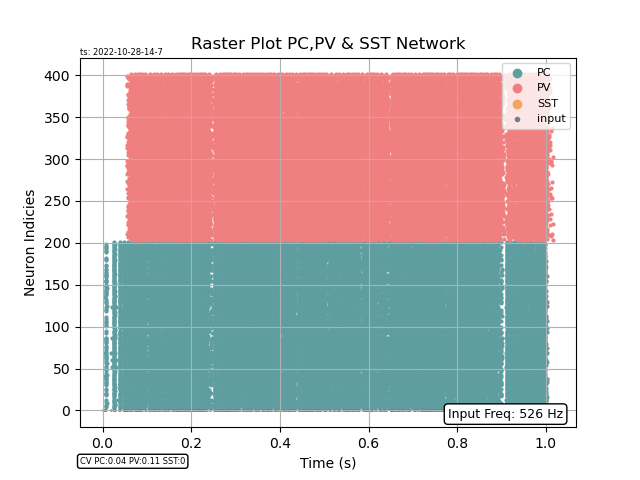 Raster Plot PC,PV & SST Network
ts: 2022-10-28-14-7
PC
PV
SST
input
400
350
300
250
200
150
100
50
0
Neuron Indicies
Input Freq: 526 Hz
0.0 0.2 0.4 0.6 0.8 1.0
Time (s)
CV PC:0.04 PV:0.11 SST:0